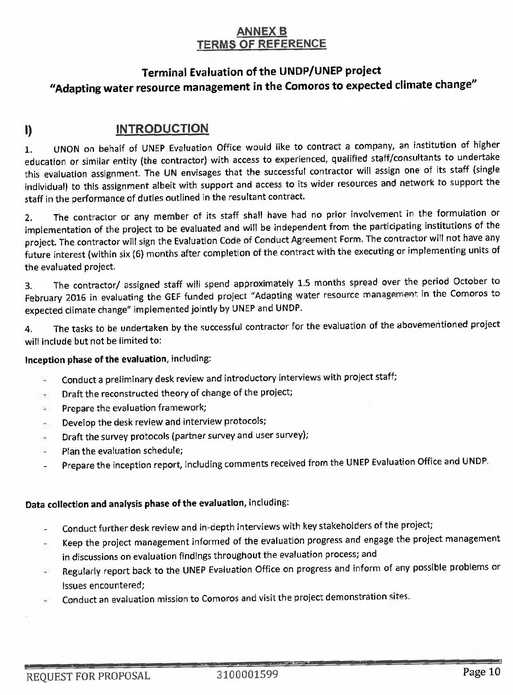 ANNEX B
TERMS OF REFERENCE
Terminal Evaluation of the UNDP/UNEP project
"Adapting water resource management in the Comoros to expected climate change"
I) INTRODUCTION
1. UNON on behalf of UNEP Evaluation Office would like to contract a company, an institution of higher
education or similar entity (the contractor) with access to experienced, qualified staff/consultants to undertake
this evaluation assignment. The UN envisages that the successful contractor will assign one of its staff (single
individual) to this assignment albeit with support and access to its wider resources and network to support the
staff in the performance of duties outlined in the resultant contract.
2. The contractor or any member of its staff shall have had no prior involvement in the formulation or
implementation of the project to be evaluated and will be independent from the participating institutions of the
project. The contractor will sign the Evaluation Code of Conduct Agreement Form. The contractor will not have any
future interest (within six (6) months after completion of the contract with the executing or implementing units of
the evaluated project.
3. The contractor/ assigned staff will spend approximately 1.5 months spread over the period October to
February 2016 in evaluating the GEF funded project "Adapting water resource management in the Comoros to
expected climate change" implemented jointly by UNEP and UNDP.
4. The tasks to be undertaken by the successful contractor for the evaluation of the abovementioned project
will include but not be limited to:
Inception phase of the evaluation, including:
- Conduct a preliminary desk review and introductory interviews with project staff;
- Draft the reconstructed theory of change of the project;
- Prepare the evaluation framework;
- Develop the desk review and interview protocols;
- Draft the survey protocols (partner survey and user survey);
- Plan the evaluation schedule;
- Prepare the inception report, including comments received from the UNEP Evaluation Office and UNDP.
Data collection and analysis phase of the evaluation, including:
- Conduct further desk review and in-depth interviews with key stakeholders of the project;
- Keep the project management informed of the evaluation progress and engage the project management
in discussions on evaluation findings throughout the evaluation process; and
- Regularly report back to the UNEP Evaluation Office on progress and inform of any possible problems or
issues encountered;
- Conduct an evaluation mission to Comoros and visit the project demonstration sites.
REQUEST FOR PROPOSAL 3100001599 Page 10